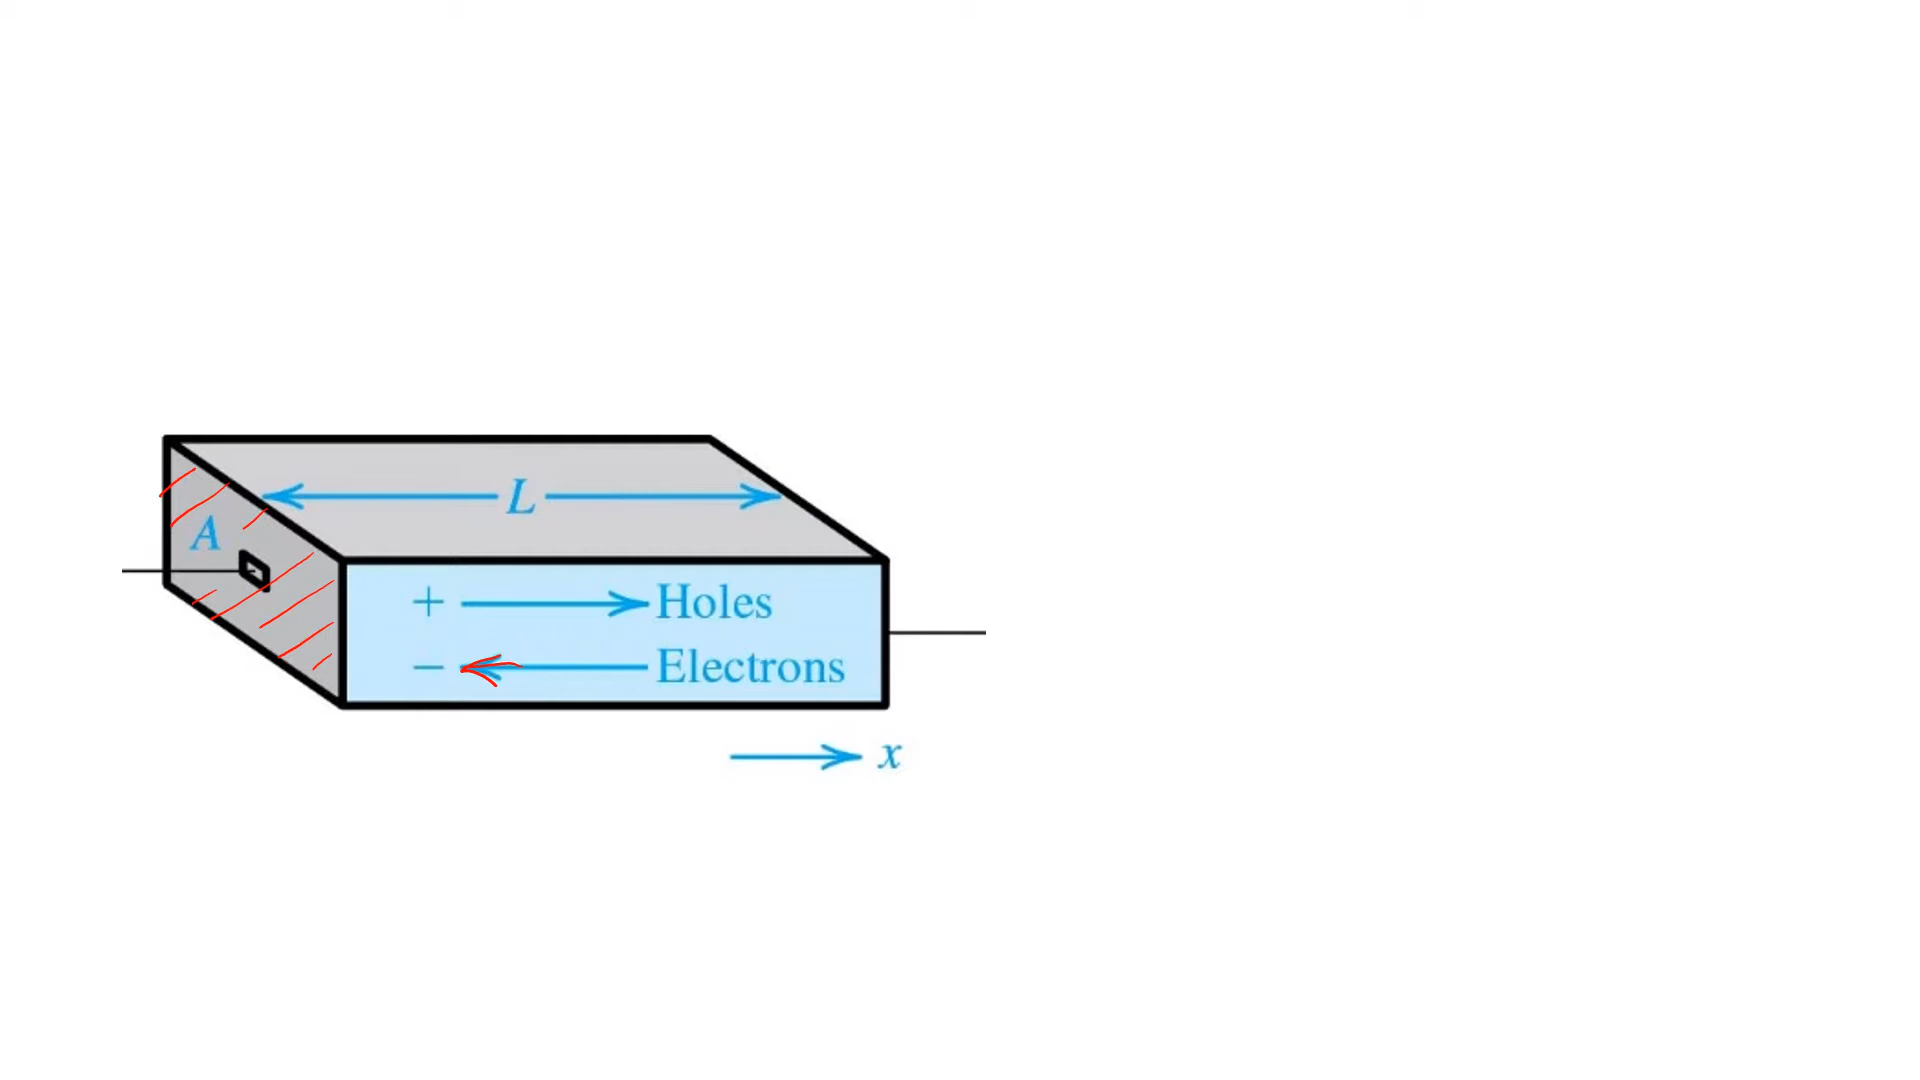 L
A
+ Holes
− Electrons
x